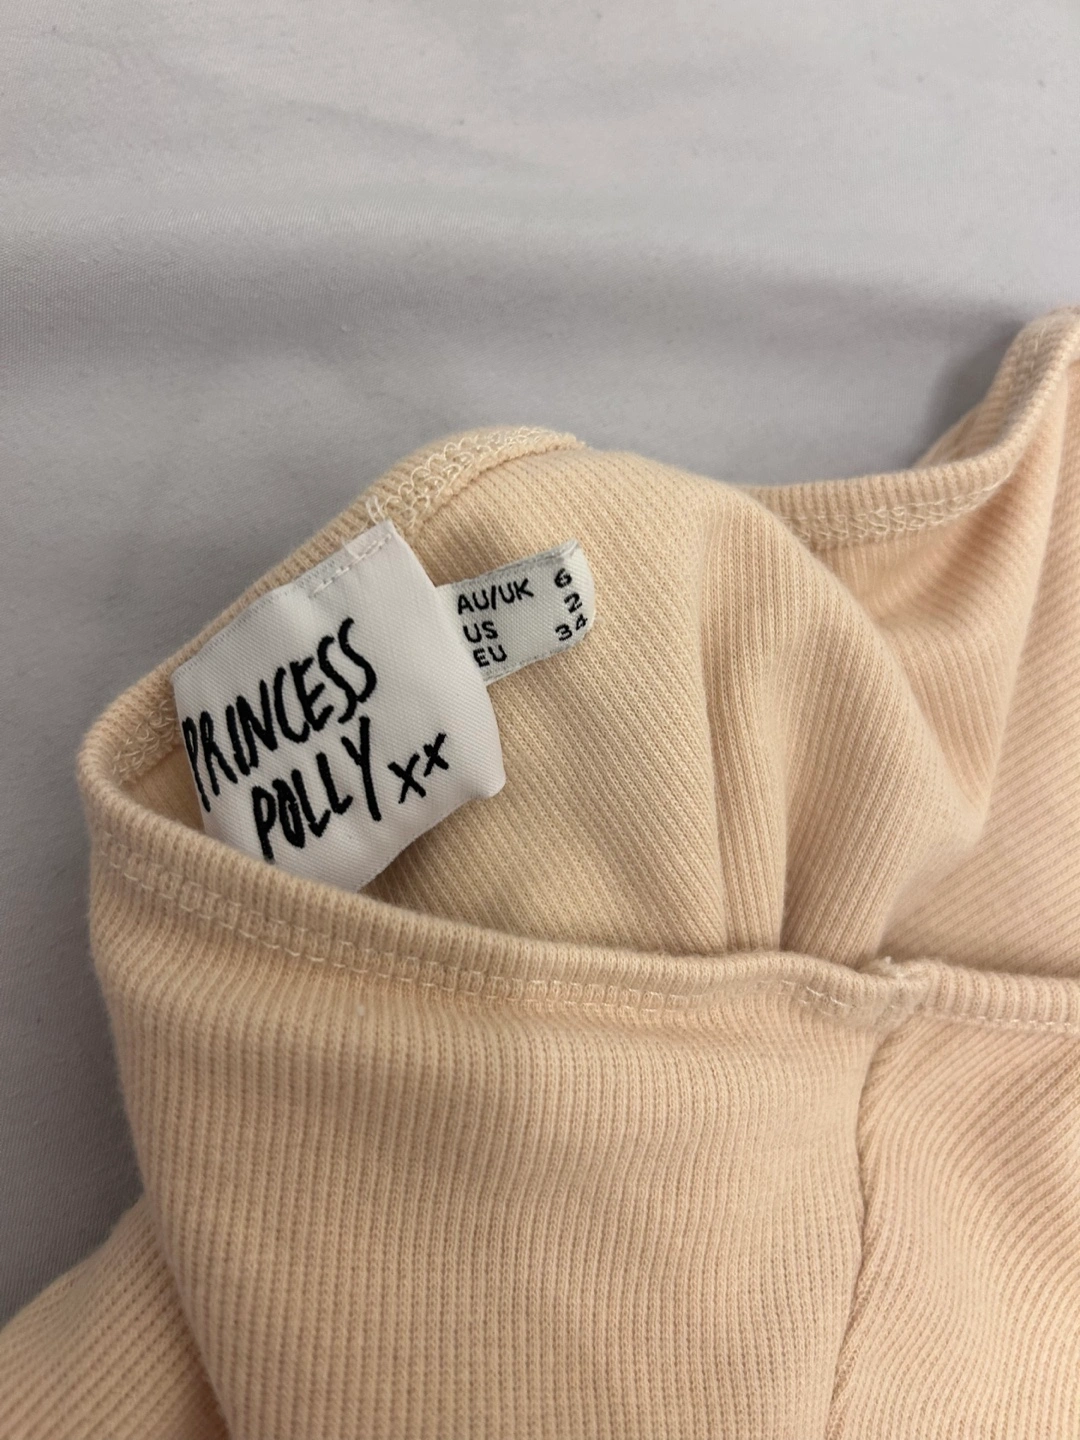 PRINCESS
POLLY xx
AU/UK 6
US 2
EU 34